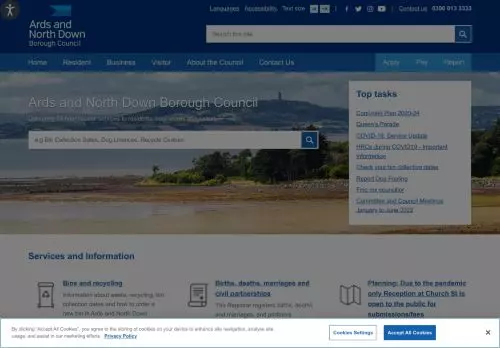 Languages Accessibility Text size
Contact us 0300 013 3333
Ards and
North Down
Borough Council
Search this site
Home Resident Business Visitor About the Council Contact Us Apply Pay Report
Ards and North Down Borough Council
e.g Bin Collection Dates, Dog Licences, Recycle Centres
Top tasks
Corporate Plan 2020-24
Queen's Parade
COVID-19: Service Update
HRCs during COVID19 - Important
Information
Check your bin collection dates
Report Dog Fouling
Find my councillor
Committee and Council Meetings
January to June 2022
Services and Information
Bins and recycling
Information about waste, recycling, bin
collection dates and how to order a
new bin in Ards and North Down
Births, deaths, marriages and
civil partnerships
The Registrar registers births, deaths
and marriages, and protects
Planning: Due to the pandemic
only Reception at Church St is
open to the public for
submissions/fees
By clicking "Accept All Cookies", you agree to the storing of cookies on your device to enhance site navigation, analyse site
usage, and assist in our marketing efforts. Privacy Policy
Cookies Settings
Accept All Cookies